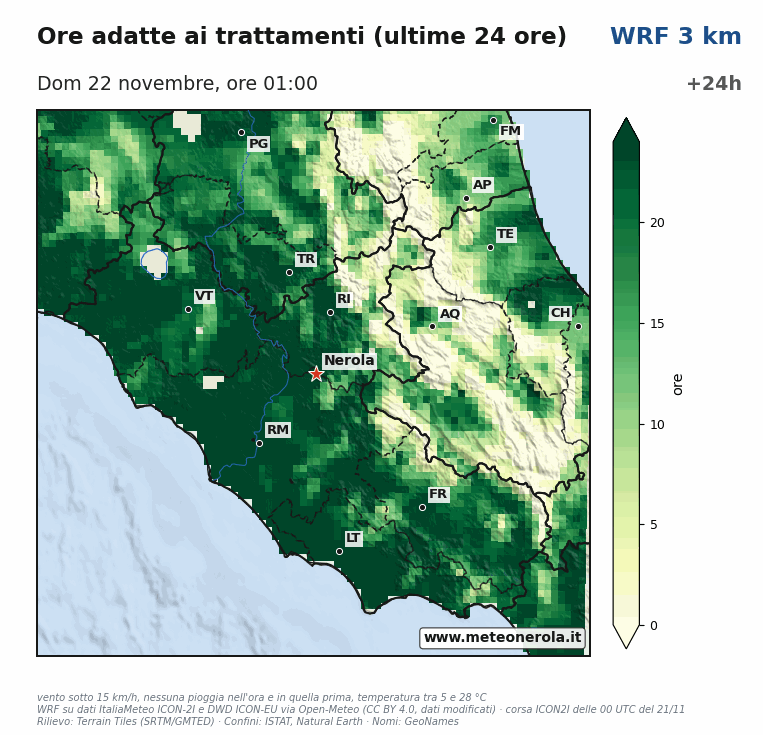 Ore adatte ai trattamenti (ultime 24 ore)
WRF 3 km
Dom 22 novembre, ore 01:00
+24h
FM
PG
AP
TE
TR
VT
RI
AQ
CH
Nerola
RM
FR
LT
www.meteonerola.it
20
15
10
5
0
ore
vento sotto 15 km/h, nessuna pioggia nell'ora e in quella prima, temperatura tra 5 e 28 °C
WRF su dati ItaliaMeteo ICON-2I e DWD ICON-EU via Open-Meteo (CC BY 4.0, dati modificati) · corsa ICON2I delle 00 UTC del 21/11
Rilievo: Terrain Tiles (SRTM/GMTED) · Confini: ISTAT, Natural Earth · Nomi: GeoNames